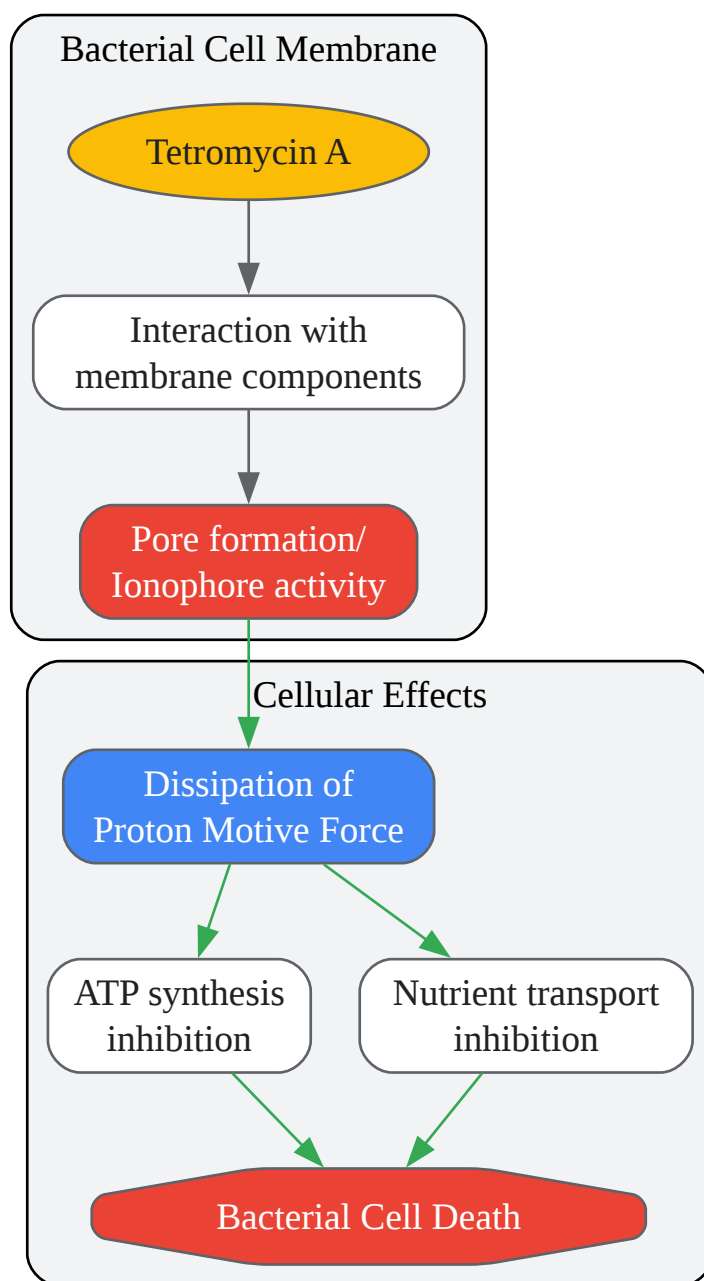 Bacterial Cell Membrane
Tetromycin A
Interaction with
membrane components
Pore formation/
Ionophore activity
Cellular Effects
Dissipation of
Proton Motive Force
ATP synthesis
inhibition
Nutrient transport
inhibition
Bacterial Cell Death